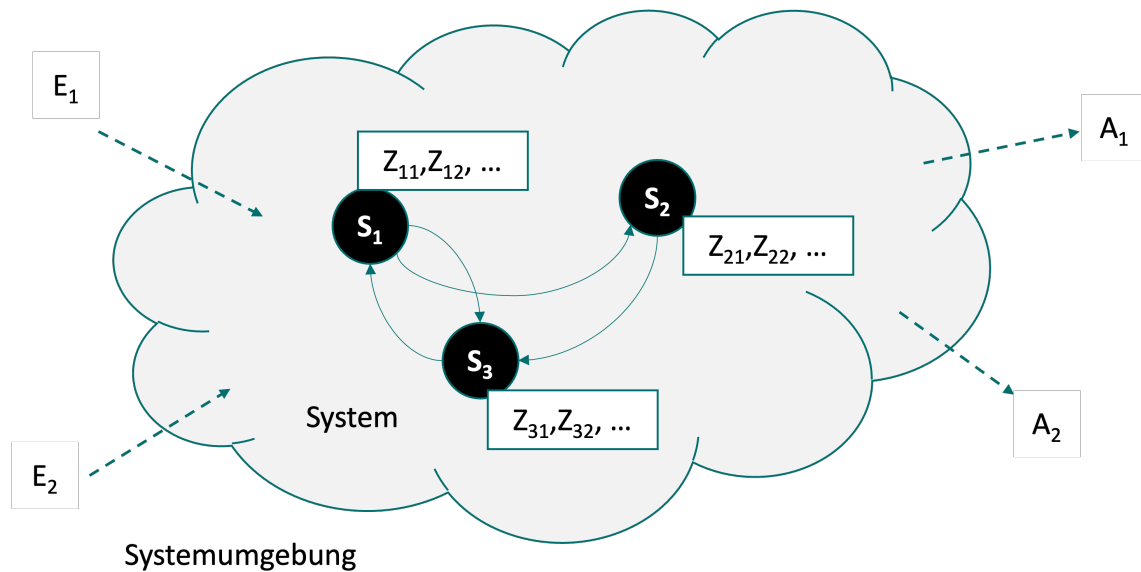 E₁
A₁
Z₁₁,Z₁₂, ...
S₁
S₂
Z₂₁,Z₂₂, ...
S₃
System
Z₃₁,Z₃₂, ...
A₂
E₂
Systemumgebung